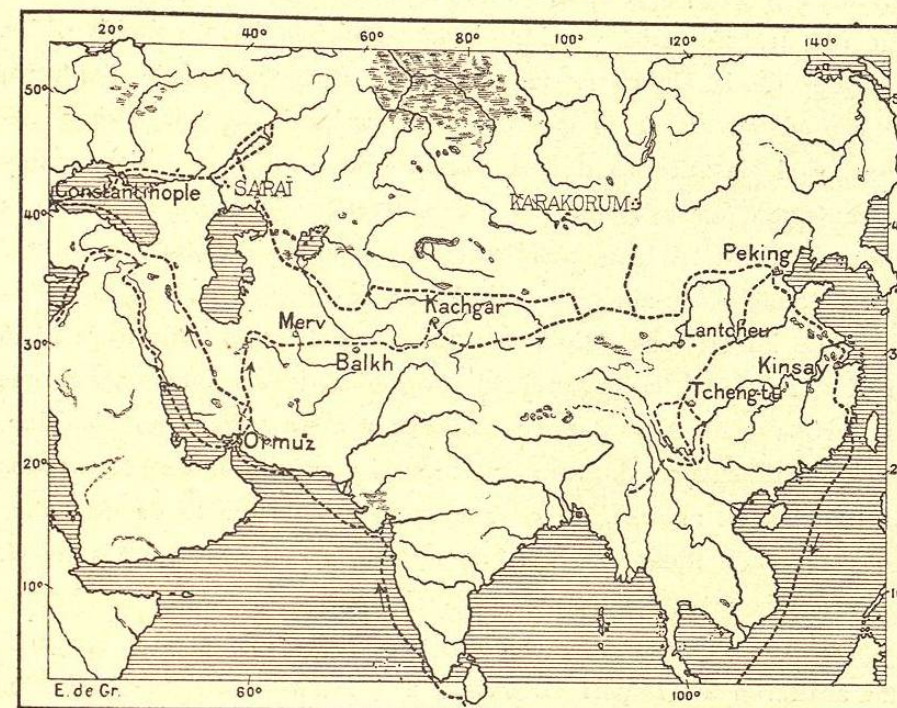 20° 40° 60° 80° 100° 120° 140°
50°
Constantinople
SARAÏ
KARAKORUM
40°
Peking
Kachgar
Merv
Lantcheu
30°
Balkh
Kinsay
Tcheng-tu
Ormuz
20°
10°
E. de Gr.
60°
100°